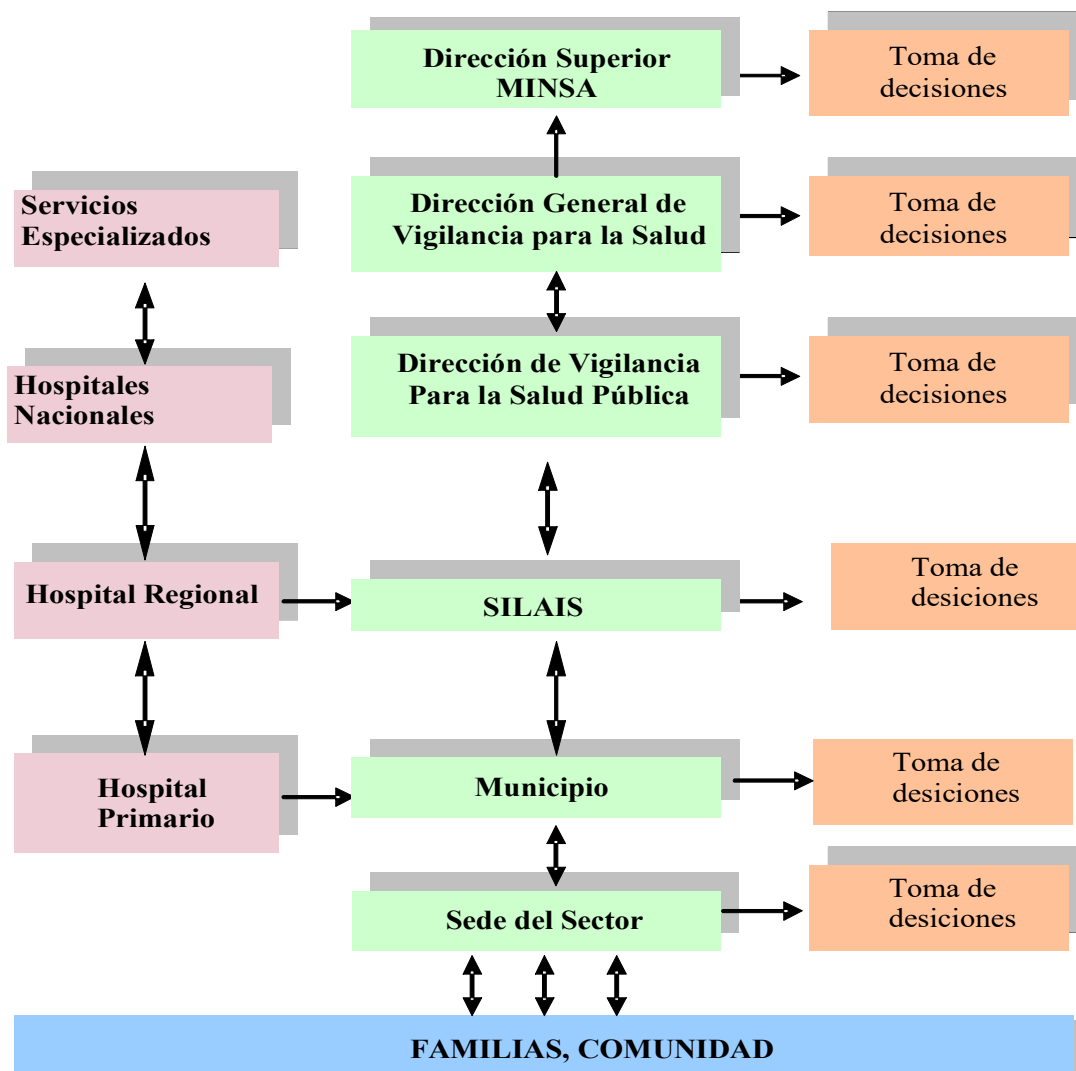 Dirección Superior
MINSA
Toma de
decisiones
Servicios
Especializados
Dirección General de
Vigilancia para la Salud
Toma de
decisiones
Hospitales
Nacionales
Dirección de Vigilancia
Para la Salud Pública
Toma de
decisiones
Hospital Regional
SILAIS
Toma de
desiciones
Hospital
Primario
Municipio
Toma de
desiciones
Sede del Sector
Toma de
desiciones
FAMILIAS, COMUNIDAD